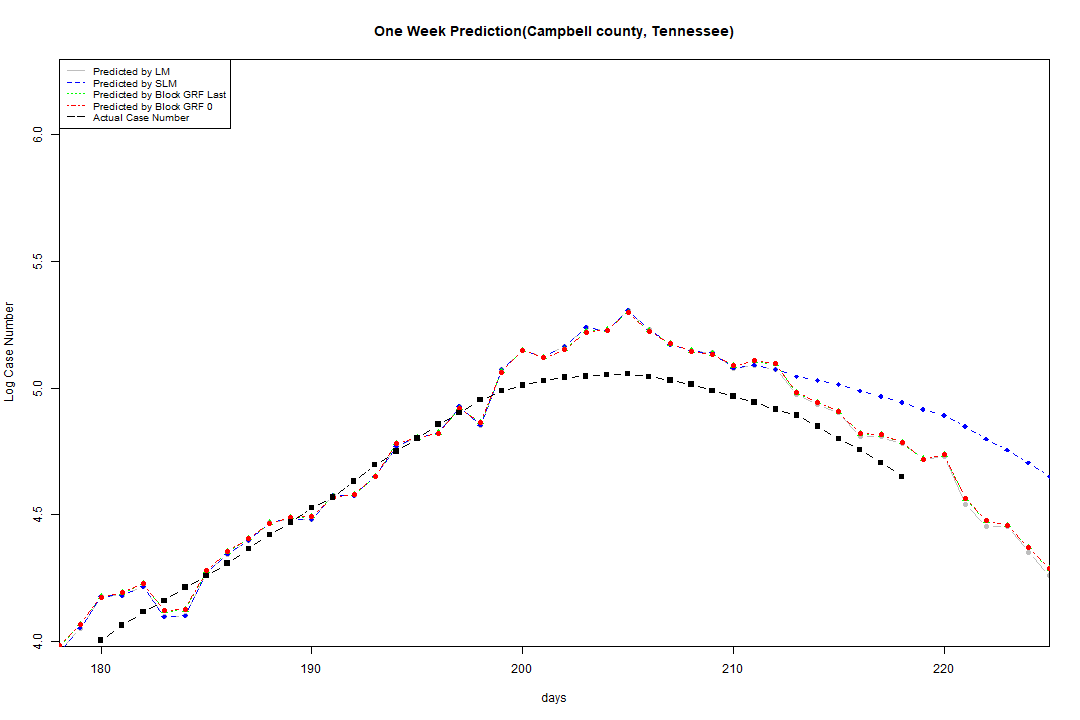 One Week Prediction(Campbell county, Tennessee)
Predicted by LM
Predicted by SLM
Predicted by Block GRF Last
Predicted by Block GRF 0
Actual Case Number
Log Case Number
6.0
5.5
5.0
4.5
4.0
180 190 200 210 220
days